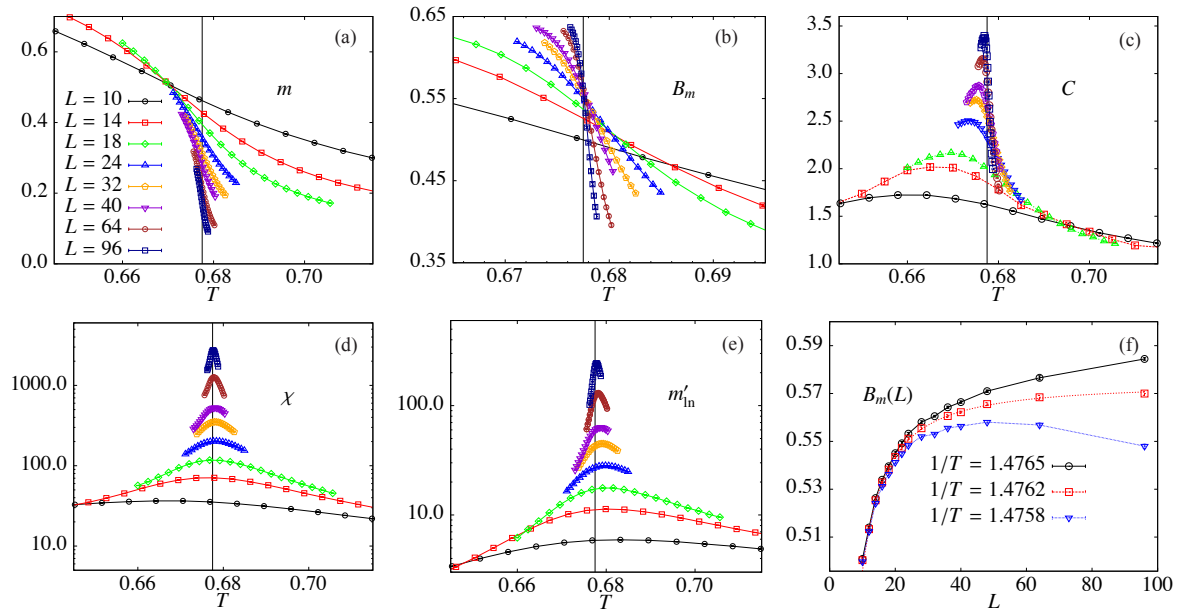 0.6
0.4
0.2
0.0
0.66 0.68 0.70
T
(a)
m
L = 10
L = 14
L = 18
L = 24
L = 32
L = 40
L = 64
L = 96
0.65
0.55
0.45
0.35
0.67 0.68 0.69
T
(b)
B_m
3.5
3.0
2.5
2.0
1.5
1.0
0.66 0.68 0.70
T
(c)
C
1000.0
100.0
10.0
0.66 0.68 0.70
T
(d)
χ
100.0
10.0
0.66 0.68 0.70
T
(e)
m′_ln
0.59
0.57
0.55
0.53
0.51
0 20 40 60 80 100
L
(f)
B_m(L)
1/T = 1.4765
1/T = 1.4762
1/T = 1.4758